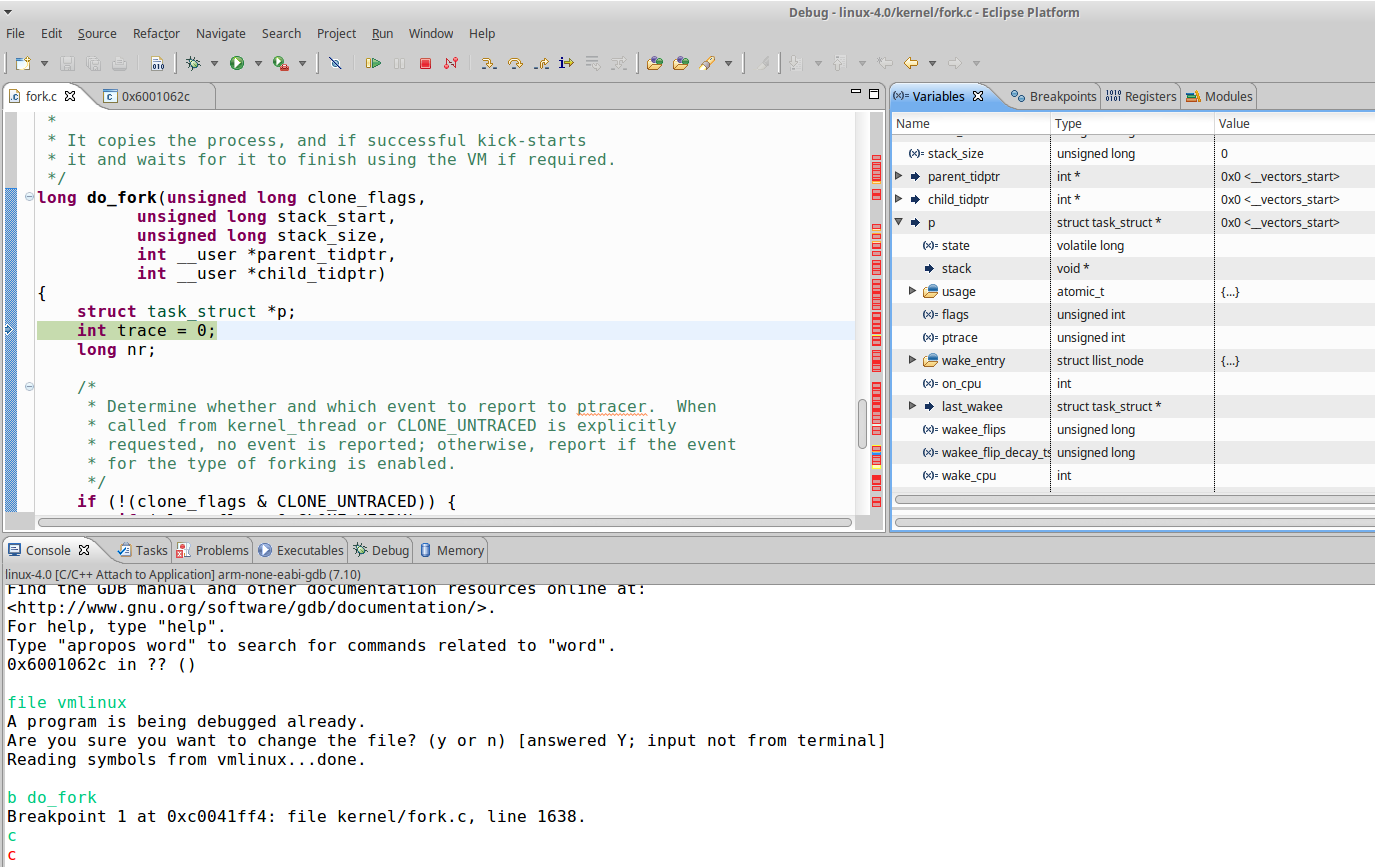 Debug - linux-4.0/kernel/fork.c - Eclipse Platform
File Edit Source Refactor Navigate Search Project Run Window Help
fork.c 0x6001062c
*
* It copies the process, and if successful kick-starts
* it and waits for it to finish using the VM if required.
*/
long do_fork(unsigned long clone_flags,
unsigned long stack_start,
unsigned long stack_size,
int __user *parent_tidptr,
int __user *child_tidptr)
{
struct task_struct *p;
int trace = 0;
long nr;
/*
* Determine whether and which event to report to ptracer.  When
* called from kernel_thread or CLONE_UNTRACED is explicitly
* requested, no event is reported; otherwise, report if the event
* for the type of forking is enabled.
*/
if (!(clone_flags & CLONE_UNTRACED)) {
(x)= Variables Breakpoints Registers Modules
Name Type Value
(x)= stack_size unsigned long 0
parent_tidptr int * 0x0 <__vectors_start>
child_tidptr int * 0x0 <__vectors_start>
p struct task_struct * 0x0 <__vectors_start>
(x)= state volatile long
stack void *
usage atomic_t {...}
(x)= flags unsigned int
(x)= ptrace unsigned int
wake_entry struct llist_node {...}
(x)= on_cpu int
last_wakee struct task_struct *
(x)= wakee_flips unsigned long
(x)= wakee_flip_decay_ts unsigned long
(x)= wake_cpu int
Console Tasks Problems Executables Debug Memory
linux-4.0 [C/C++ Attach to Application] arm-none-eabi-gdb (7.10)
Find the GDB manual and other documentation resources online at:
<http://www.gnu.org/software/gdb/documentation/>.
For help, type "help".
Type "apropos word" to search for commands related to "word".
0x6001062c in ?? ()
file vmlinux
A program is being debugged already.
Are you sure you want to change the file? (y or n) [answered Y; input not from terminal]
Reading symbols from vmlinux...done.
b do_fork
Breakpoint 1 at 0xc0041ff4: file kernel/fork.c, line 1638.
c
c